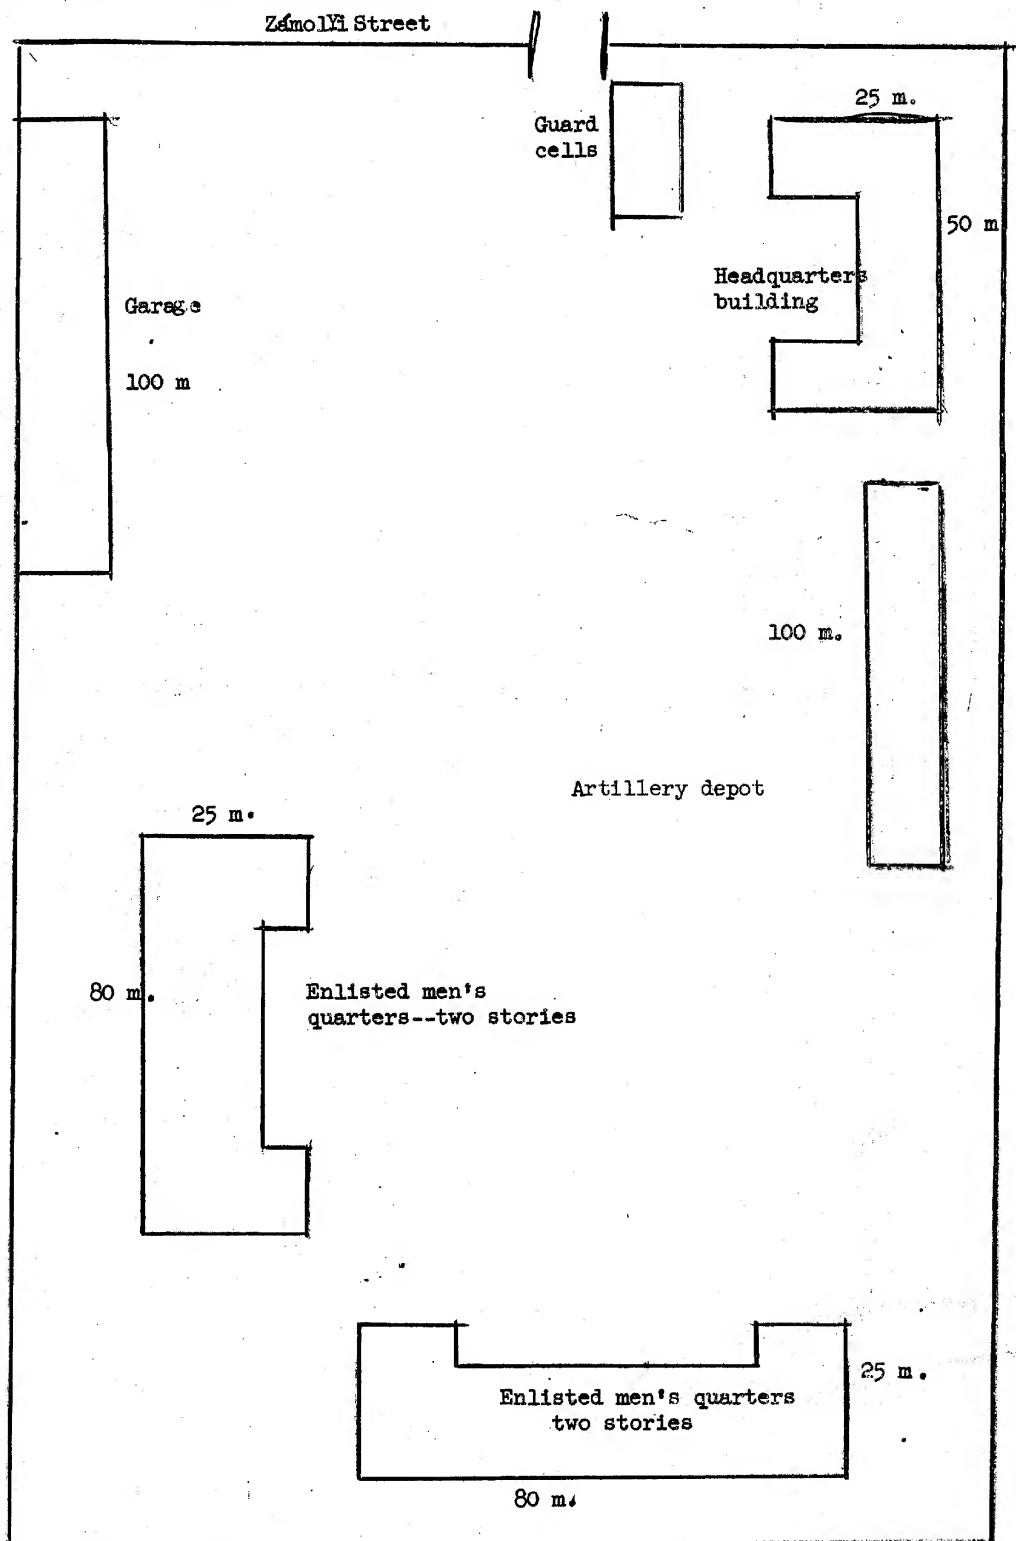 ZámolYi Street
25 m.
Guard
cells
50 m
Headquarters
building
Garage
100 m
100 m.
Artillery depot
25 m.
80 m.
Enlisted men's
quarters--two stories
25 m.
Enlisted men's quarters
two stories
80 m.